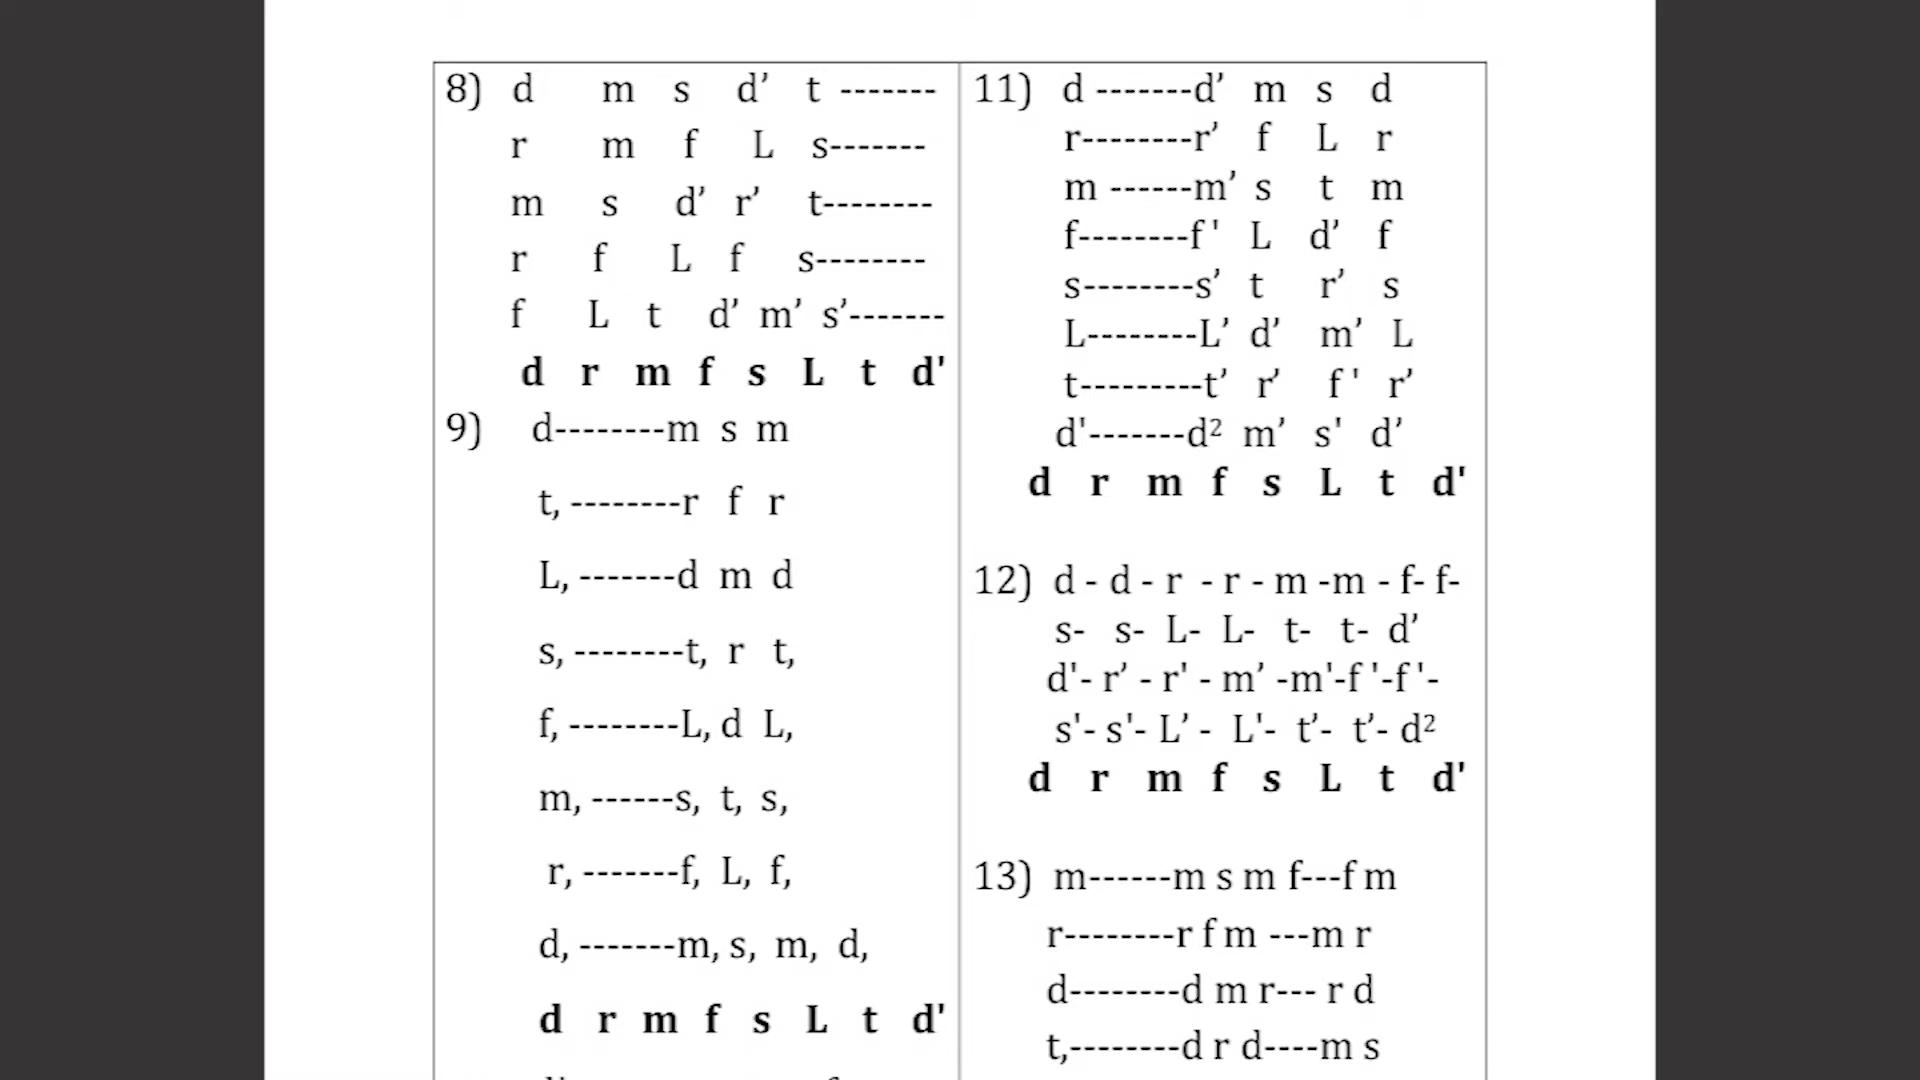 8) d m s d’ t -------
r m f L s-------
m s d’ r’ t--------
r f L f s--------
f L t d’ m’ s’-------
d r m f s L t d'
9) d--------m s m
t, --------r f r
L, -------d m d
s, --------t, r t,
f, --------L, d L,
m, ------s, t, s,
r, -------f, L, f,
d, -------m, s, m, d,
d r m f s L t d'
11) d -------d’ m s d
r--------r’ f L r
m ------m’ s t m
f--------f ' L d’ f
s--------s’ t r’ s
L--------L’ d’ m’ L
t---------t’ r’ f ' r’
d'-------d² m’ s' d’
d r m f s L t d'
12) d - d - r - r - m -m - f- f-
s- s- L- L- t- t- d’
d'- r’ - r' - m’ -m'-f '-f '-
s'- s'- L’ - L'- t’- t’- d²
d r m f s L t d'
13) m------m s m f---f m
r--------r f m ---m r
d--------d m r--- r d
t,--------d r d----m s